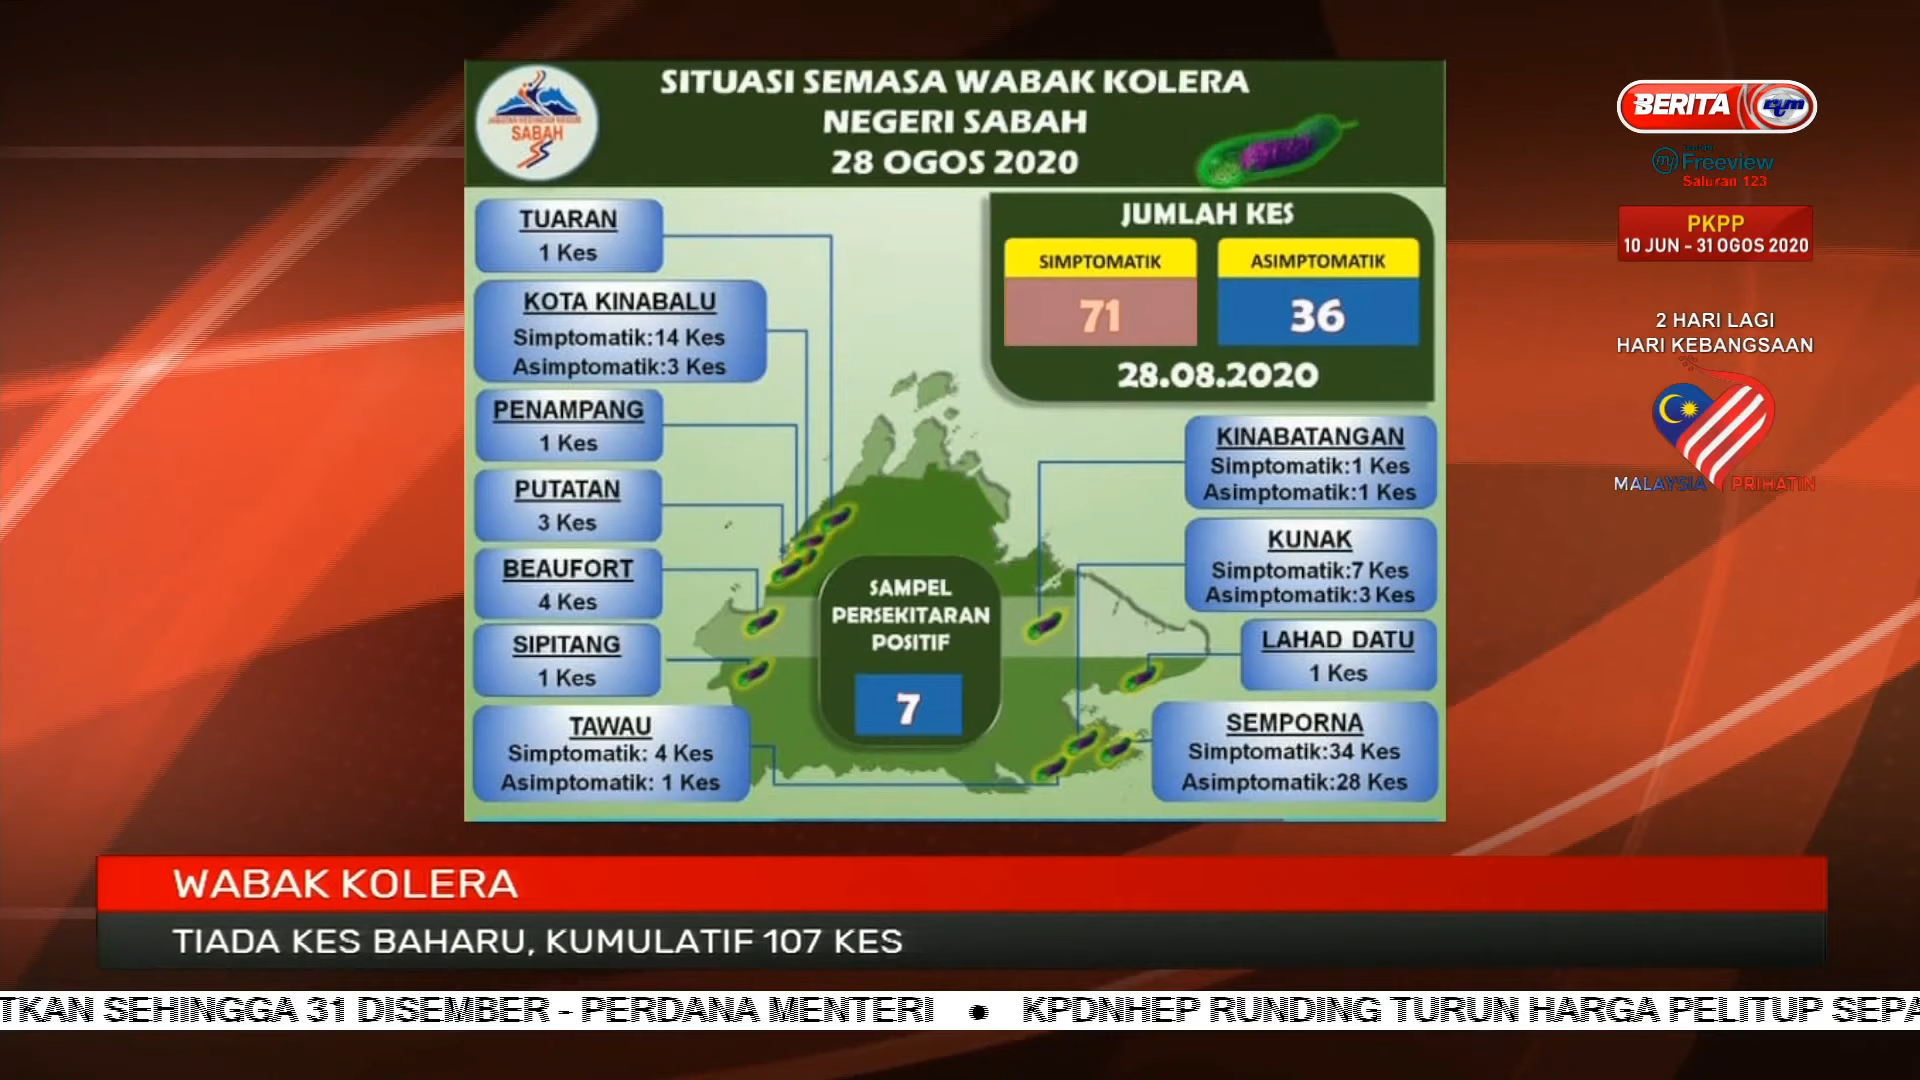 SITUASI SEMASA WABAK KOLERA
NEGERI SABAH
28 OGOS 2020
SABAH
TUARAN
1 Kes
KOTA KINABALU
Simptomatik:14 Kes
Asimptomatik:3 Kes
PENAMPANG
1 Kes
PUTATAN
3 Kes
BEAUFORT
4 Kes
SIPITANG
1 Kes
TAWAU
Simptomatik: 4 Kes
Asimptomatik: 1 Kes
JUMLAH KES
SIMPTOMATIK
71
ASIMPTOMATIK
36
28.08.2020
SAMPEL
PERSEKITARAN
POSITIF
7
KINABATANGAN
Simptomatik:1 Kes
Asimptomatik:1 Kes
KUNAK
Simptomatik:7 Kes
Asimptomatik:3 Kes
LAHAD DATU
1 Kes
SEMPORNA
Simptomatik:34 Kes
Asimptomatik:28 Kes
BERITA rtm
my Freeview
Saluran 123
PKPP
10 JUN - 31 OGOS 2020
2 HARI LAGI
HARI KEBANGSAAN
MALAYSIA PRIHATIN
WABAK KOLERA
TIADA KES BAHARU, KUMULATIF 107 KES
TKAN SEHINGGA 31 DISEMBER - PERDANA MENTERI ● KPDNHEP RUNDING TURUN HARGA PELITUP SEPA